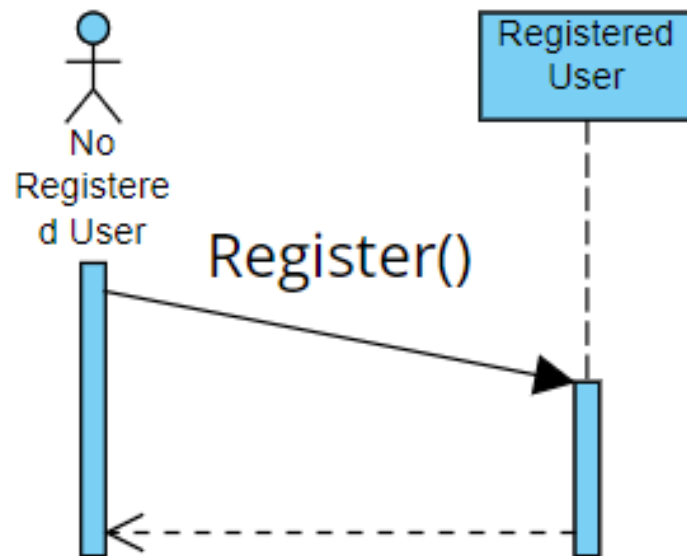 Registered
User
No
Registere
d User
Register()